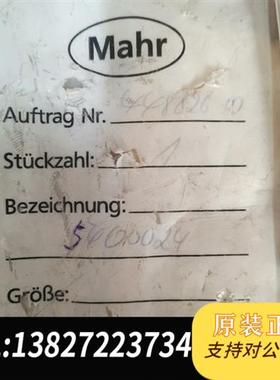 Mahr
Auftrag Nr.
Stückzahl: 1
Bezeichnung:
5400024
Größe:
原装正
支持对公
:13827223734